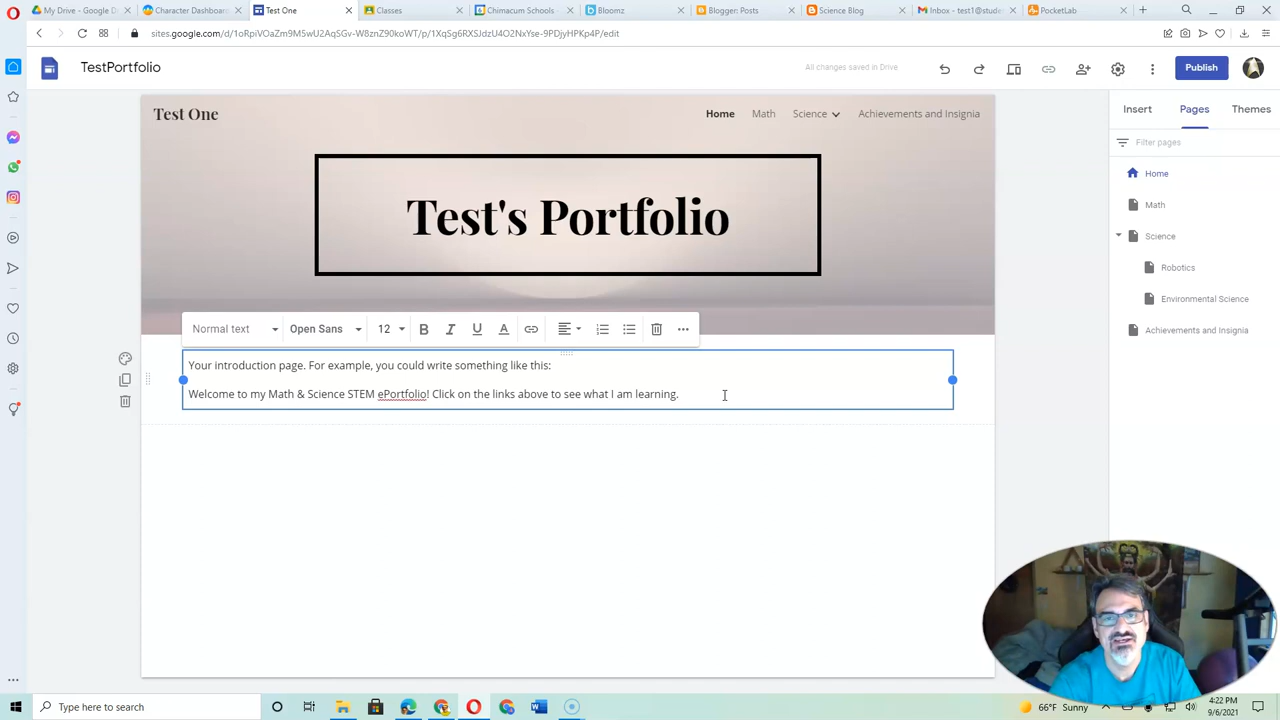 My Drive - Google D
Character Dashboard
Test One
Classes
Chimacum Schools -
Bloomz
Blogger: Posts
Science Blog
Inbox - test1@stude
PocketLab
sites.google.com/d/1oRpiVOaZm9M5wU2AqSGv-W8znZ90koWT/p/1XqSg6RXSJdzU4O2NxYse-9PDjyHPKp4P/edit
TestPortfolio
All changes saved in Drive
Publish
Test One
Home
Math
Science
Achievements and Insignia
Insert
Pages
Themes
Filter pages
Home
Math
Science
Robotics
Environmental Science
Achievements and Insignia
Test's Portfolio
Normal text
Open Sans
12
B
I
U
A
Your introduction page. For example, you could write something like this:
Welcome to my Math & Science STEM ePortfolio! Click on the links above to see what I am learning.
Type here to search
66°F Sunny
4:22 PM
9/6/2021